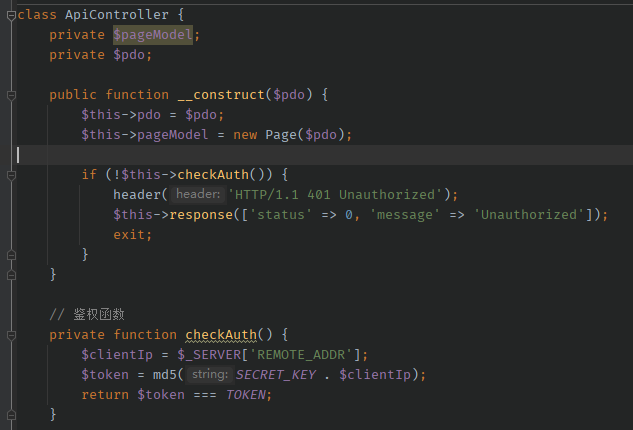 class ApiController {
    private $pageModel;
    private $pdo;

    public function __construct($pdo) {
        $this->pdo = $pdo;
        $this->pageModel = new Page($pdo);

        if (!$this->checkAuth()) {
            header( header: 'HTTP/1.1 401 Unauthorized');
            $this->response(['status' => 0, 'message' => 'Unauthorized']);
            exit;
        }
    }

    // 鉴权函数
    private function checkAuth() {
        $clientIp = $_SERVER['REMOTE_ADDR'];
        $token = md5( string: SECRET_KEY . $clientIp);
        return $token === TOKEN;
    }